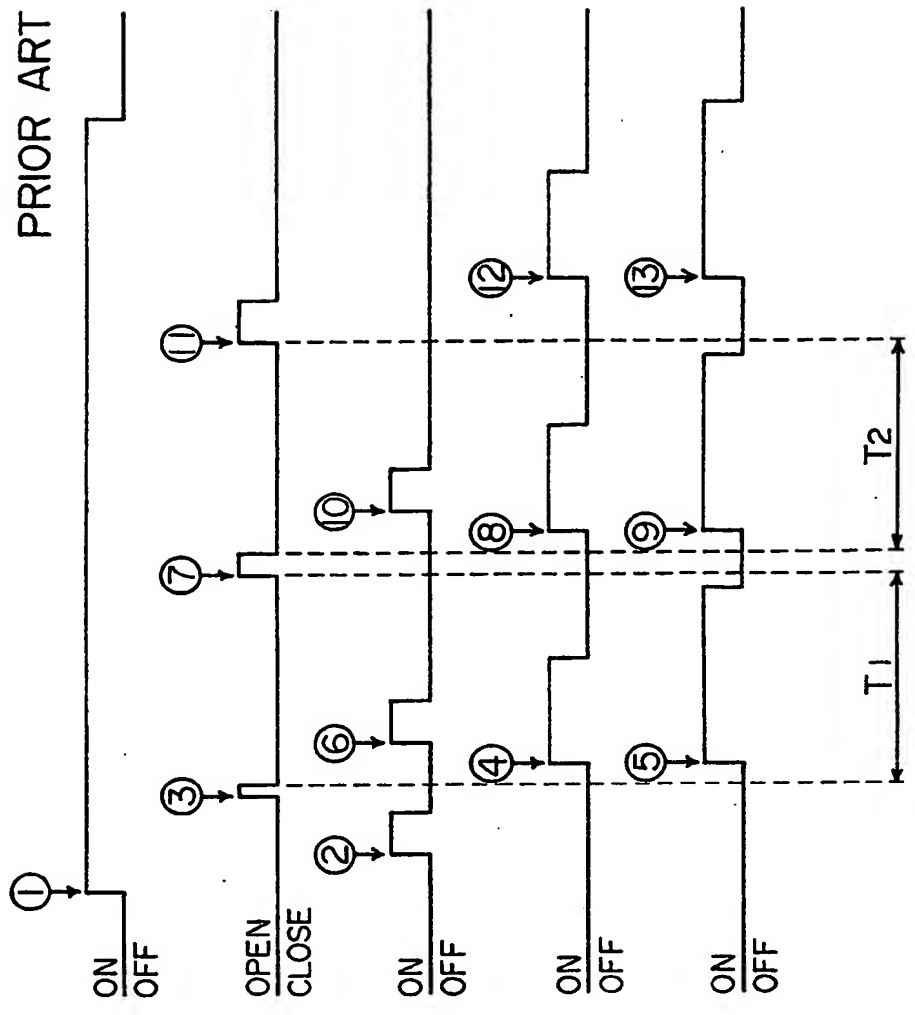 PRIOR ART
①
ON
OFF
③
⑦
⑪
OPEN
CLOSE
②
⑥
⑩
ON
OFF
④
⑧
⑫
ON
OFF
⑤
⑨
⑬
ON
OFF
T1
T2